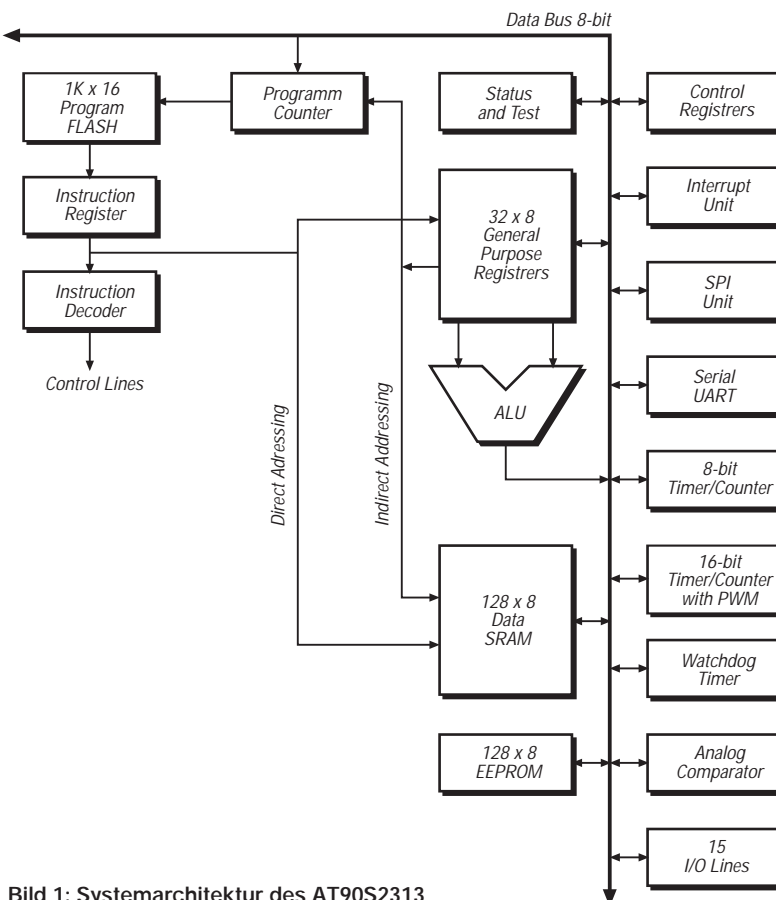 Data Bus 8-bit
1K x 16
Program
FLASH
Programm
Counter
Status
and Test
Control
Registrers
Instruction
Register
32 x 8
General
Purpose
Registrers
Interrupt
Unit
Instruction
Decoder
SPI
Unit
Control Lines
Direct Adressing
Indirect Addressing
ALU
Serial
UART
8-bit
Timer/Counter
128 x 8
Data
SRAM
16-bit
Timer/Counter
with PWM
Watchdog
Timer
128 x 8
EEPROM
Analog
Comparator
15
I/O Lines
Bild 1: Systemarchitektur des AT90S2313